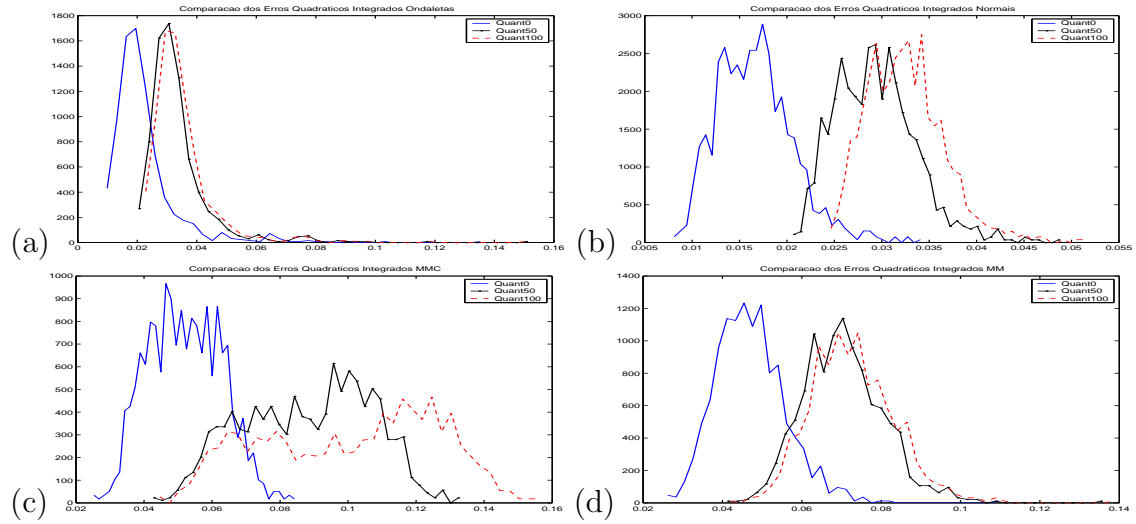 Comparacao dos Erros Quadraticos Integrados Ondaletas
1800
1600
1400
1200
1000
800
600
400
200
0
0 0.02 0.04 0.06 0.08 0.1 0.12 0.14 0.16
Quant0
Quant50
Quant100
(a)
Comparacao dos Erros Quadraticos Integrados Normais
3000
2500
2000
1500
1000
500
0
0.005 0.01 0.015 0.02 0.025 0.03 0.035 0.04 0.045 0.05 0.055
Quant0
Quant50
Quant100
(b)
Comparacao dos Erros Quadraticos Integrados MMC
1000
900
800
700
600
500
400
300
200
100
0
0.02 0.04 0.06 0.08 0.1 0.12 0.14 0.16
Quant0
Quant50
Quant100
(c)
Comparacao dos Erros Quadraticos Integrados MM
1400
1200
1000
800
600
400
200
0
0.02 0.04 0.06 0.08 0.1 0.12 0.14
Quant0
Quant50
Quant100
(d)